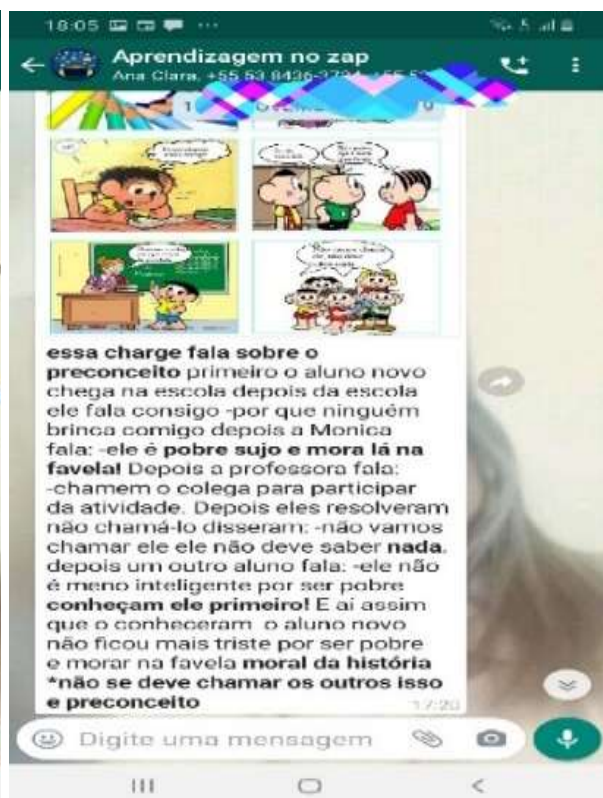 18:05
Aprendizagem no zap
Ana Clara, +55 53 8436-
essa charge fala sobre o
preconceito primeiro o aluno novo
chega na escola depois da escola
ele fala consigo -por que ninguém
brinca comigo depois a Monica
fala: -ele é pobre sujo e mora lá na
favela! Depois a professora fala:
-chamem o colega para participar
da atividade. Depois eles resolveram
não chamá-lo disseram: -não vamos
chamar ele ele não deve saber nada.
depois um outro aluno fala: -ele não
é meno inteligente por ser pobre
conheçam ele primeiro! E ai assim
que o conheceram o aluno novo
não ficou mais triste por ser pobre
e morar na favela moral da história
*não se deve chamar os outros isso
e preconceito
17:20
Digite uma mensagem